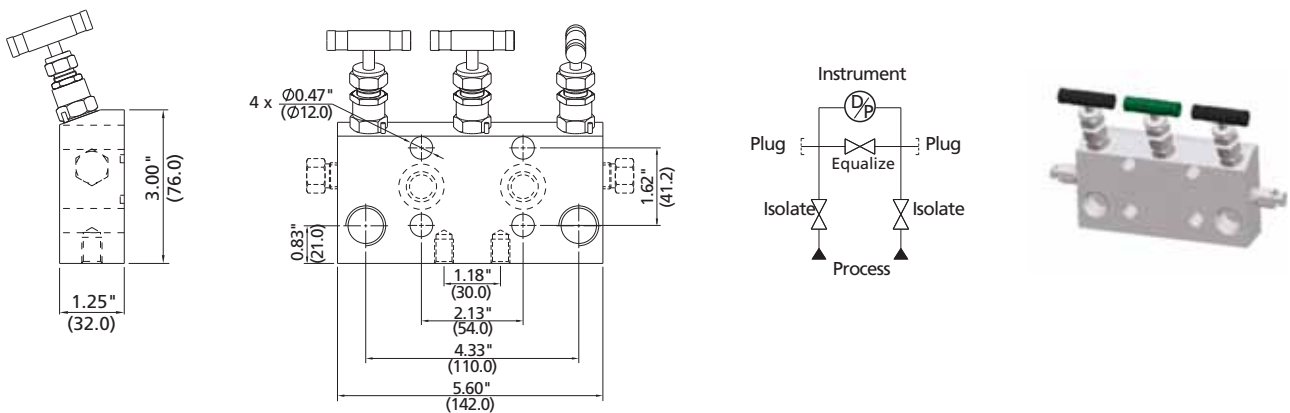 3.00"
(76.0)
1.25"
(32.0)
4 x Ø0.47"
(Ø12.0)
1.62"
(41.2)
0.83"
(21.0)
1.18"
(30.0)
2.13"
(54.0)
4.33"
(110.0)
5.60"
(142.0)
Instrument
D/P
Plug
Plug
Equalize
Isolate
Isolate
Process